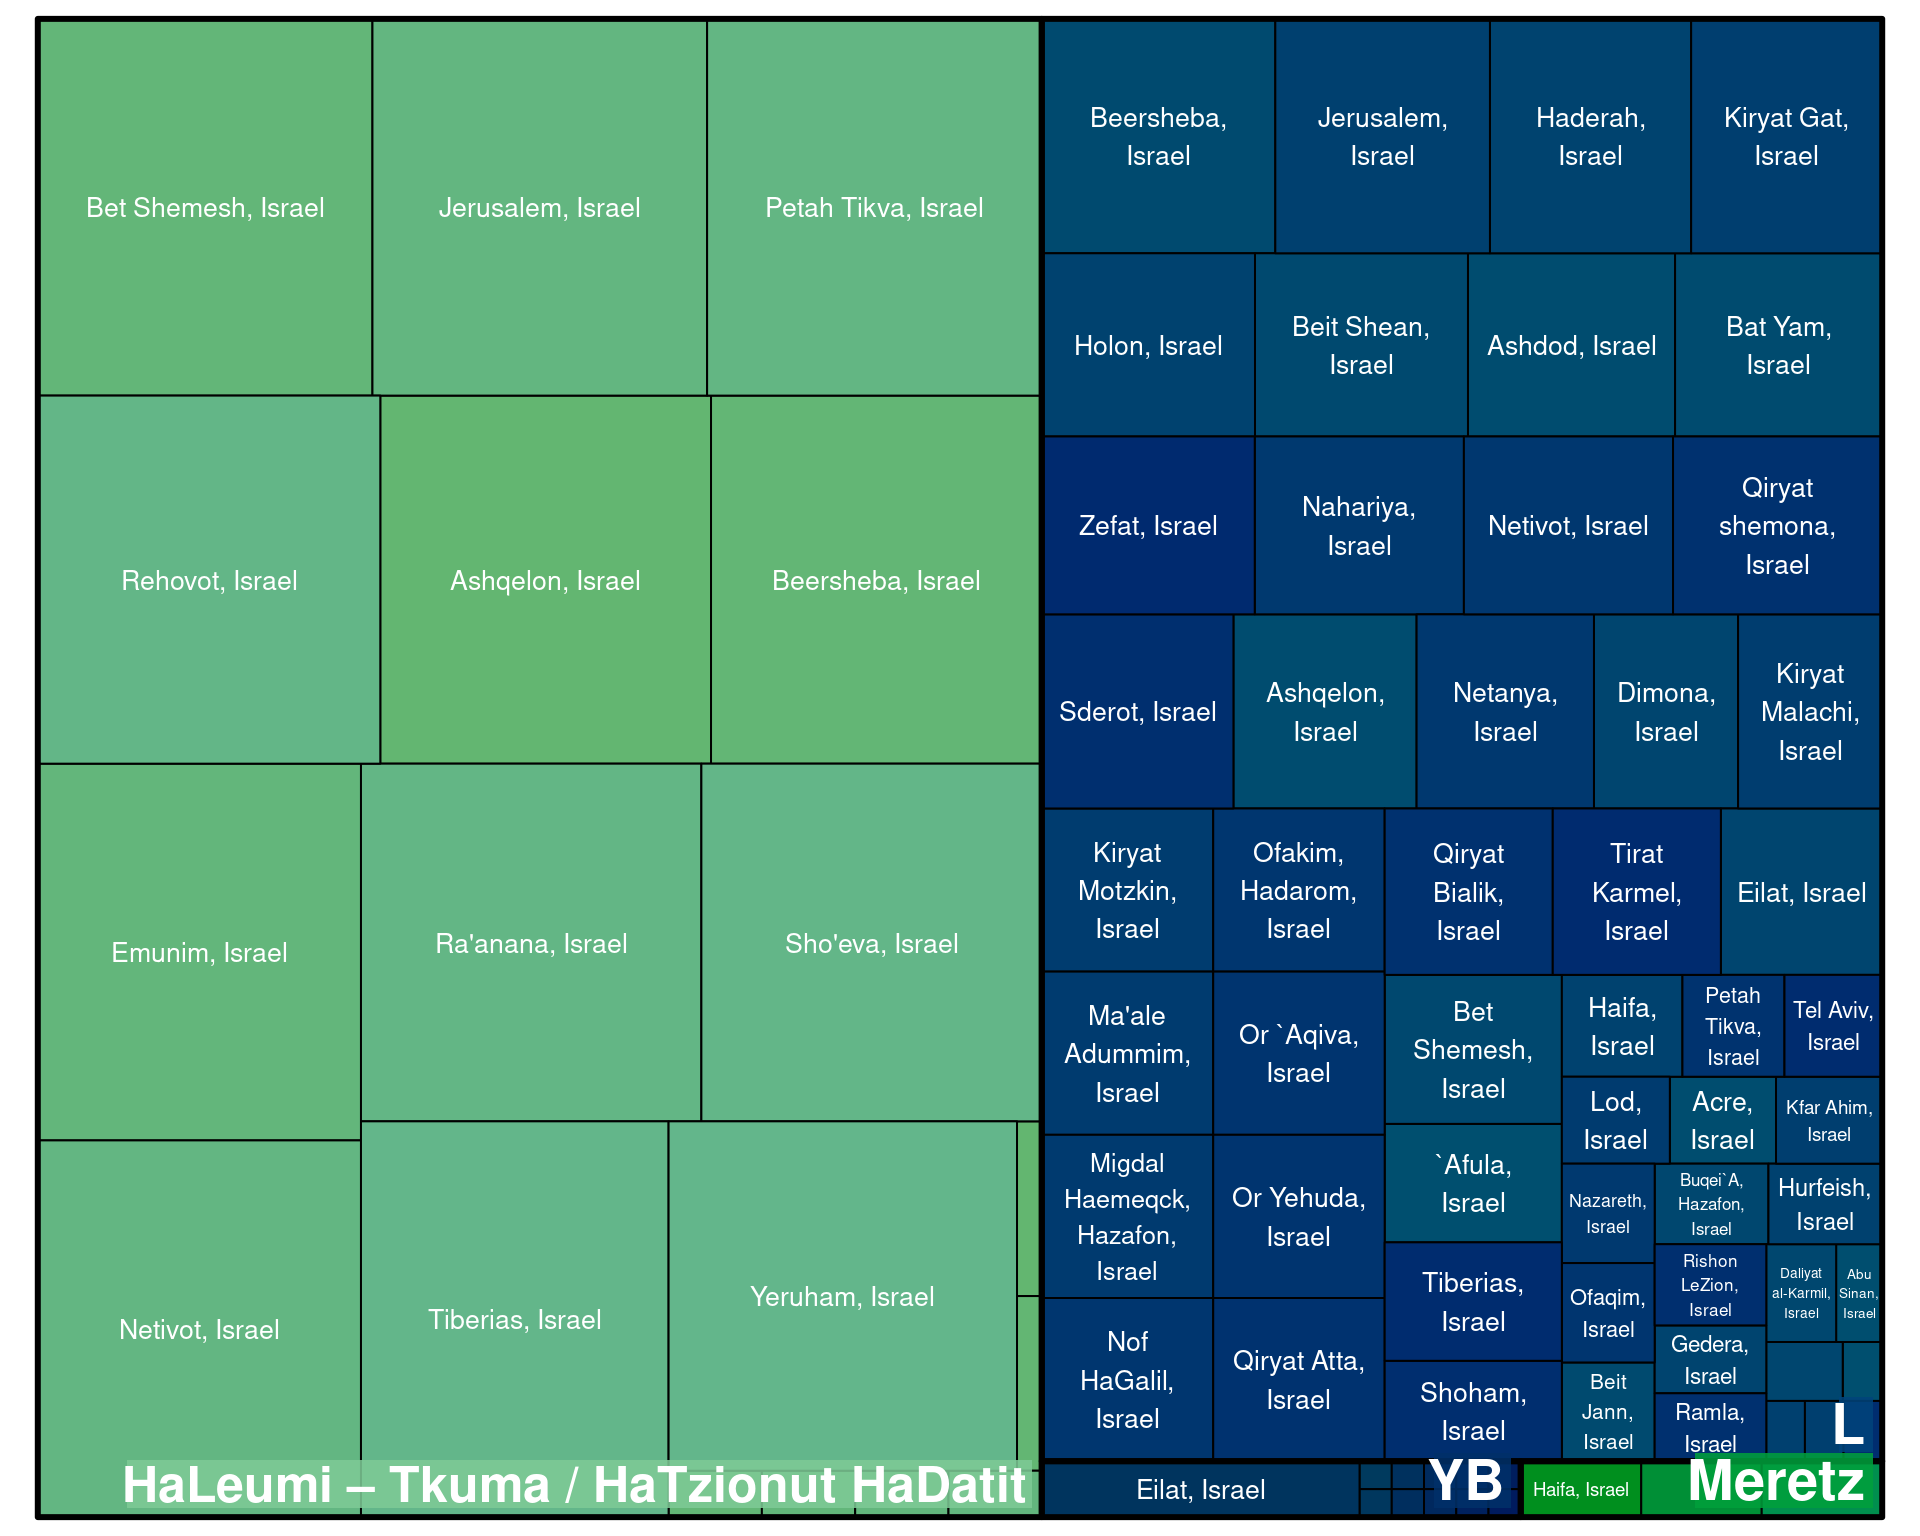 Bet Shemesh, Israel
Jerusalem, Israel
Petah Tikva, Israel
Rehovot, Israel
Ashqelon, Israel
Beersheba, Israel
Emunim, Israel
Ra'anana, Israel
Sho'eva, Israel
Netivot, Israel
Tiberias, Israel
Yeruham, Israel
HaLeumi – Tkuma / HaTzionut HaDatit
Beersheba,
Israel
Jerusalem,
Israel
Haderah,
Israel
Kiryat Gat,
Israel
Holon, Israel
Beit Shean,
Israel
Ashdod, Israel
Bat Yam,
Israel
Zefat, Israel
Nahariya,
Israel
Netivot, Israel
Qiryat
shemona,
Israel
Sderot, Israel
Ashqelon,
Israel
Netanya,
Israel
Dimona,
Israel
Kiryat
Malachi,
Israel
Kiryat
Motzkin,
Israel
Ofakim,
Hadarom,
Israel
Qiryat
Bialik,
Israel
Tirat
Karmel,
Israel
Eilat, Israel
Ma'ale
Adummim,
Israel
Or `Aqiva,
Israel
Bet
Shemesh,
Israel
Haifa,
Israel
Petah
Tikva,
Israel
Tel Aviv,
Israel
Lod,
Israel
Acre,
Israel
Kfar Ahim,
Israel
Migdal
Haemeqck,
Hazafon,
Israel
Or Yehuda,
Israel
`Afula,
Israel
Nazareth,
Israel
Buqei`A,
Hazafon,
Israel
Hurfeish,
Israel
Tiberias,
Israel
Ofaqim,
Israel
Rishon
LeZion,
Israel
Daliyat
al-Karmil,
Israel
Abu
Sinan,
Israel
Nof
HaGalil,
Israel
Qiryat Atta,
Israel
Shoham,
Israel
Beit
Jann,
Israel
Gedera,
Israel
Ramla,
Israel
L
Eilat, Israel
YB
Haifa, Israel
Meretz